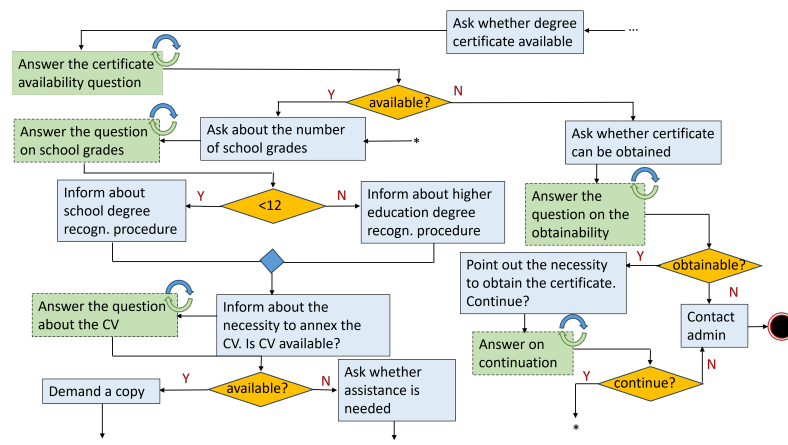 Ask whether degree
certificate available
...
Answer the certificate
availability question
Y
available?
N
Answer the question
on school grades
Ask about the number
of school grades
*
Ask whether certificate
can be obtained
Inform about
school degree
recogn. procedure
Y
<12
N
Inform about higher
education degree
recogn. procedure
Answer the
question on the
obtainability
Point out the necessity
to obtain the certificate.
Continue?
Y
obtainable?
N
Answer the question
about the CV
Inform about the
necessity to annex the
CV. Is CV available?
Contact
admin
Answer on
continuation
Demand a copy
Y
available?
N
Ask whether
assistance is
needed
Y
continue?
N
*